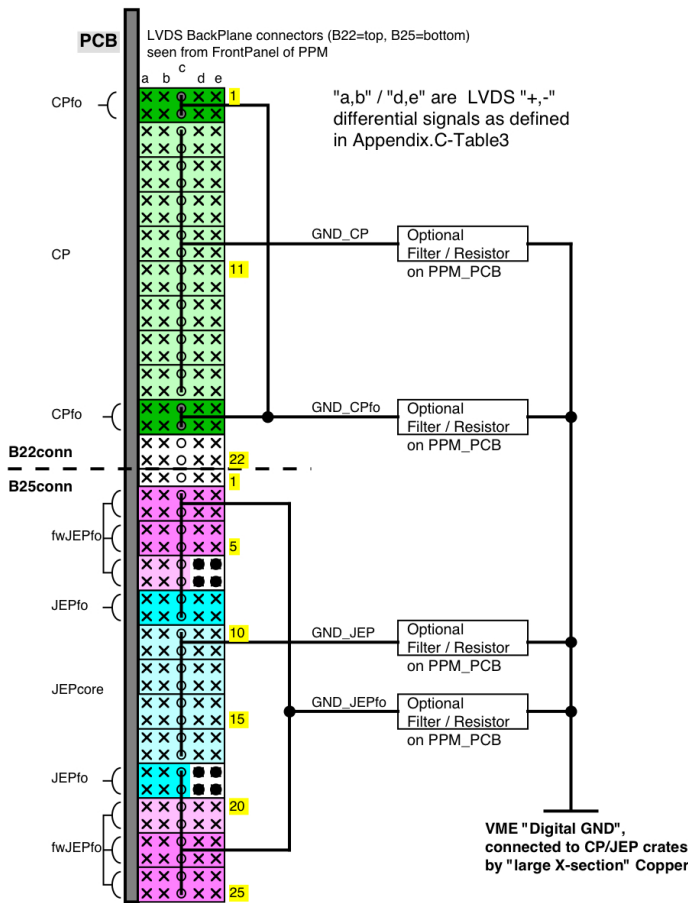 PCB
LVDS BackPlane connectors (B22=top, B25=bottom)
seen from FrontPanel of PPM
a b c d e
CPfo
1
"a,b" / "d,e" are LVDS "+,-"
differential signals as defined
in Appendix.C-Table3
GND_CP
Optional
Filter / Resistor
on PPM_PCB
CP
11
CPfo
GND_CPfo
Optional
Filter / Resistor
on PPM_PCB
B22conn
22
B25conn
1
fwJEPfo
5
JEPfo
10
GND_JEP
Optional
Filter / Resistor
on PPM_PCB
JEPcore
15
GND_JEPfo
Optional
Filter / Resistor
on PPM_PCB
JEPfo
20
fwJEPfo
25
VME "Digital GND",
connected to CP/JEP crates
by "large X-section" Copper